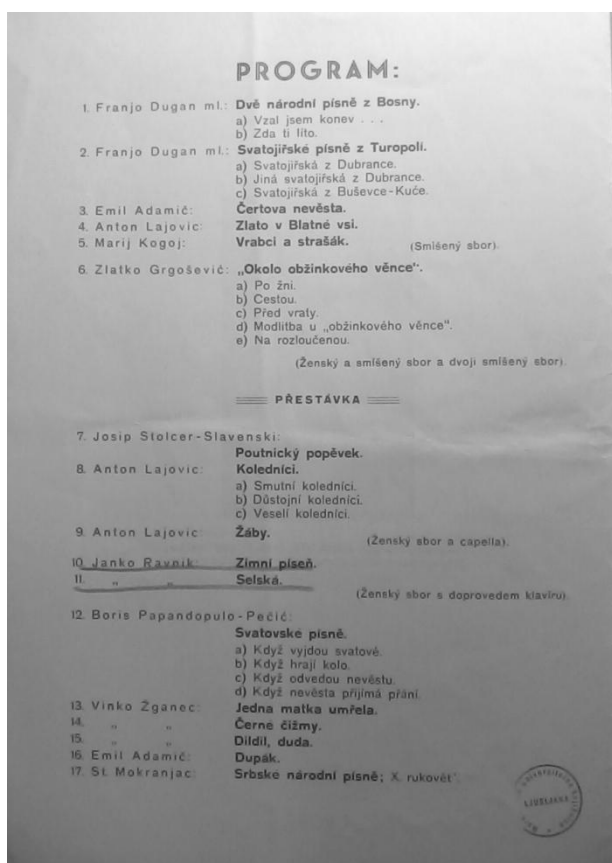 PROGRAM:
1. Franjo Dugan ml.: Dvě národní písně z Bosny.
a) Vzal jsem konev . . .
b) Zda ti líto.
2. Franjo Dugan ml.: Svatojiřské písně z Turopolí.
a) Svatojiřská z Dubrance.
b) Jiná svatojiřská z Dubrance.
c) Svatojiřská z Buševce-Kuće.
3. Emil Adamič: Čertova nevěsta.
4. Anton Lajovic: Zlato v Blatné vsi.
5. Marij Kogoj: Vrabci a strašák. (Smíšený sbor).
6. Zlatko Grgošević: „Okolo obžinkového věnce".
a) Po žni.
b) Cestou.
c) Před vraty.
d) Modlitba u „obžinkového věnce".
e) Na rozloučenou.
(Ženský a smíšený sbor a dvojí smíšený sbor).
PŘESTÁVKA
7. Josip Štolcer-Slavenski:
Poutnický popěvek.
8. Anton Lajovic: Koledníci.
a) Smutní koledníci.
b) Důstojní koledníci.
c) Veselí koledníci.
9. Anton Lajovic: Žáby.
(Ženský sbor a capella).
10. Janko Ravnik: Zimní píseň.
11. „ „ Selská.
(Ženský sbor s doprovodem klavíru).
12. Boris Papandopulo-Pečić:
Svatovské písně.
a) Když vyjdou svatové.
b) Když hrají kolo.
c) Když odvedou nevěstu.
d) Když nevěsta přijímá přání.
13. Vinko Žganec: Jedna matka umřela.
14. „ „ Černé čižmy.
15. „ „ Dildil, duda.
16. Emil Adamič: Dupák.
17. St. Mokranjac: Srbské národní písně; X. rukovět.
LJUBLJANA